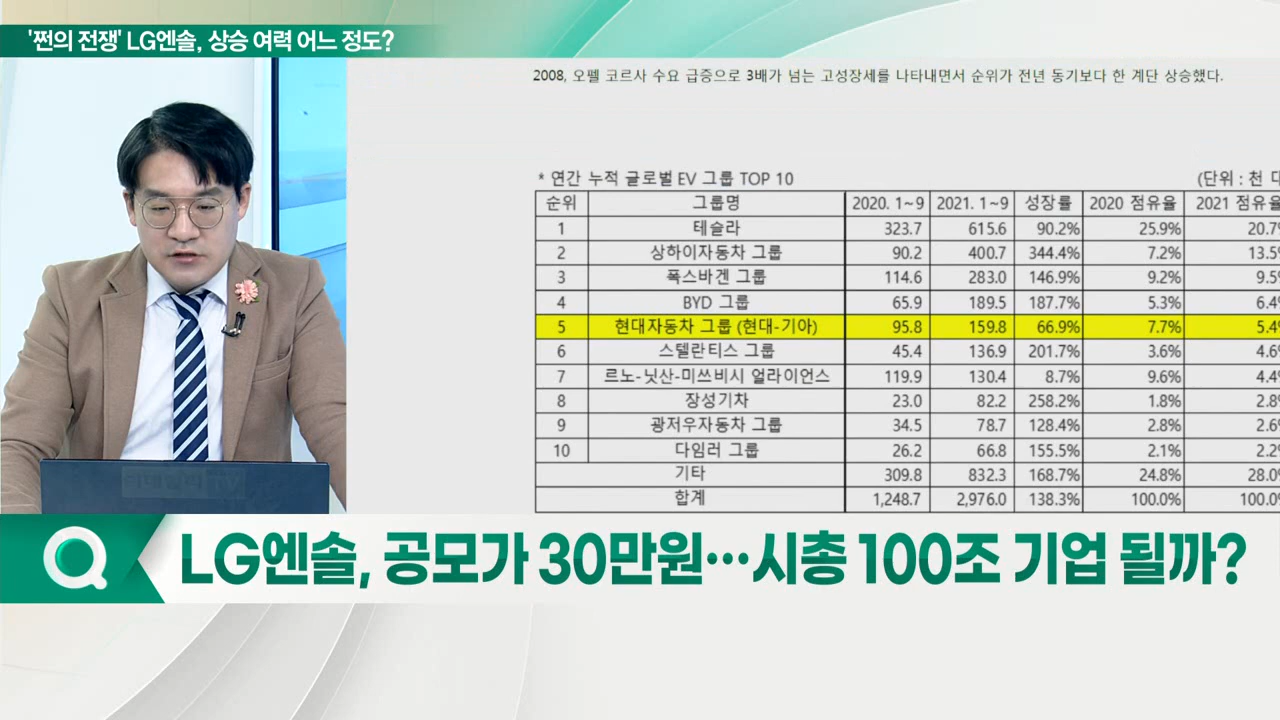 '쩐의 전쟁' LG엔솔, 상승 여력 어느 정도?
2008, 오펠 코르사 수요 급증으로 3배가 넘는 고성장세를 나타내면서 순위가 전년 동기보다 한 계단 상승했다.
* 연간 누적 글로벌 EV 그룹 TOP 10 (단위 : 천 대
순위 그룹명 2020. 1~9 2021. 1~9 성장률 2020 점유율 2021 점유율
1 테슬라 323.7 615.6 90.2% 25.9% 20.7%
2 상하이자동차 그룹 90.2 400.7 344.4% 7.2% 13.5%
3 폭스바겐 그룹 114.6 283.0 146.9% 9.2% 9.5%
4 BYD 그룹 65.9 189.5 187.7% 5.3% 6.4%
5 현대자동차 그룹 (현대-기아) 95.8 159.8 66.9% 7.7% 5.4%
6 스텔란티스 그룹 45.4 136.9 201.7% 3.6% 4.6%
7 르노-닛산-미쓰비시 얼라이언스 119.9 130.4 8.7% 9.6% 4.4%
8 장성기차 23.0 82.2 258.2% 1.8% 2.8%
9 광저우자동차 그룹 34.5 78.7 128.4% 2.8% 2.6%
10 다임러 그룹 26.2 66.8 155.5% 2.1% 2.2%
기타 309.8 832.3 168.7% 24.8% 28.0%
합계 1,248.7 2,976.0 138.3% 100.0% 100.0%
LG엔솔, 공모가 30만원…시총 100조 기업 될까?